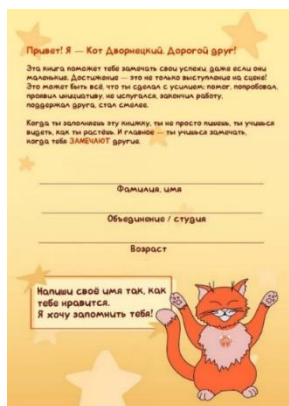 Привет! Я — Кот Дворнецкий. Дорогой друг!
Эта книга поможет тебе замечать свои успехи, даже если они
маленькие. Достижение — это не только выступление на сцене!
Это может быть всё, что ты сделал с усилием: помог, попробовал,
проявил инициативу, не испугался, закончил работу,
поддержал друга, стал смелее.
Когда ты заполняешь эту книжку, ты не просто пишешь, ты учишься
видеть, как ты растёшь. И главное — ты учишься замечать,
когда тебя ЗАМЕЧАЮТ другие.
Фамилия, имя
Объединение / студия
Возраст
Напиши своё имя так, как
тебе нравится.
Я хочу запомнить тебя!